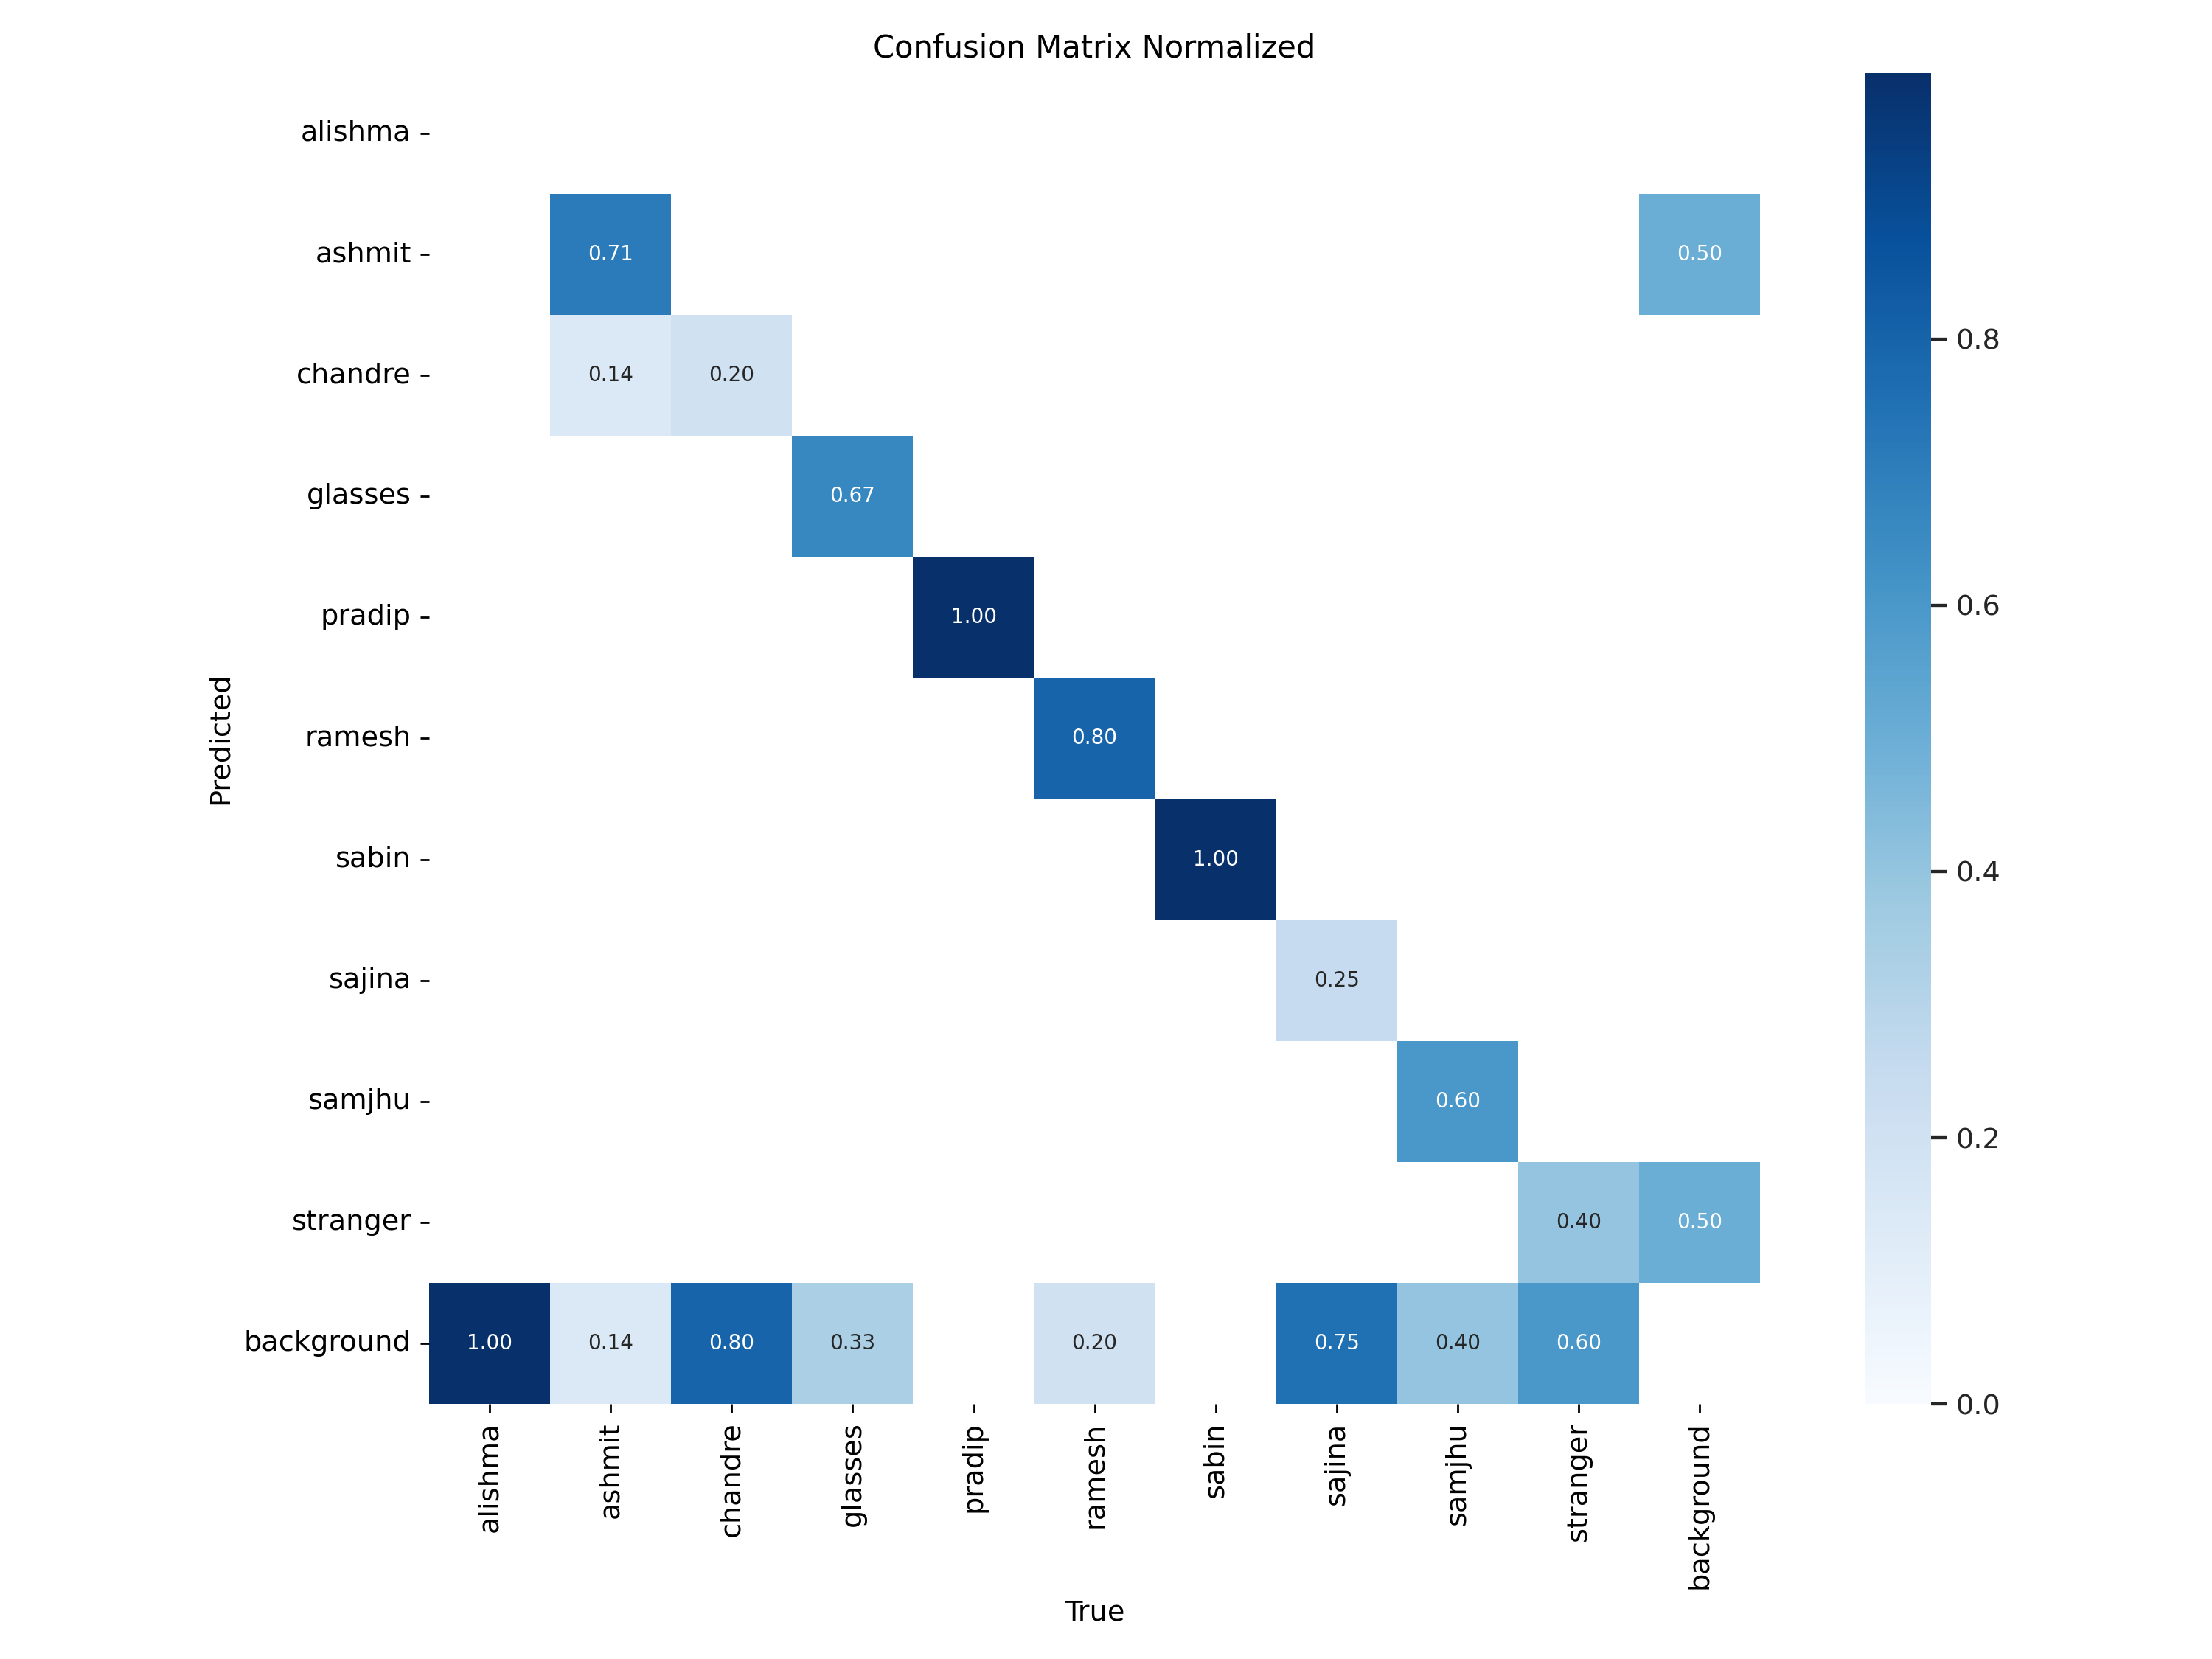 Confusion Matrix Normalized
alishma
ashmit 0.71 0.50
chandre 0.14 0.20
glasses 0.67
pradip 1.00
ramesh 0.80
sabin 1.00
sajina 0.25
samjhu 0.60
stranger 0.40 0.50
background 1.00 0.14 0.80 0.33 0.20 0.75 0.40 0.60
Predicted
alishma ashmit chandre glasses pradip ramesh sabin sajina samjhu stranger background
True
0.8
0.6
0.4
0.2
0.0